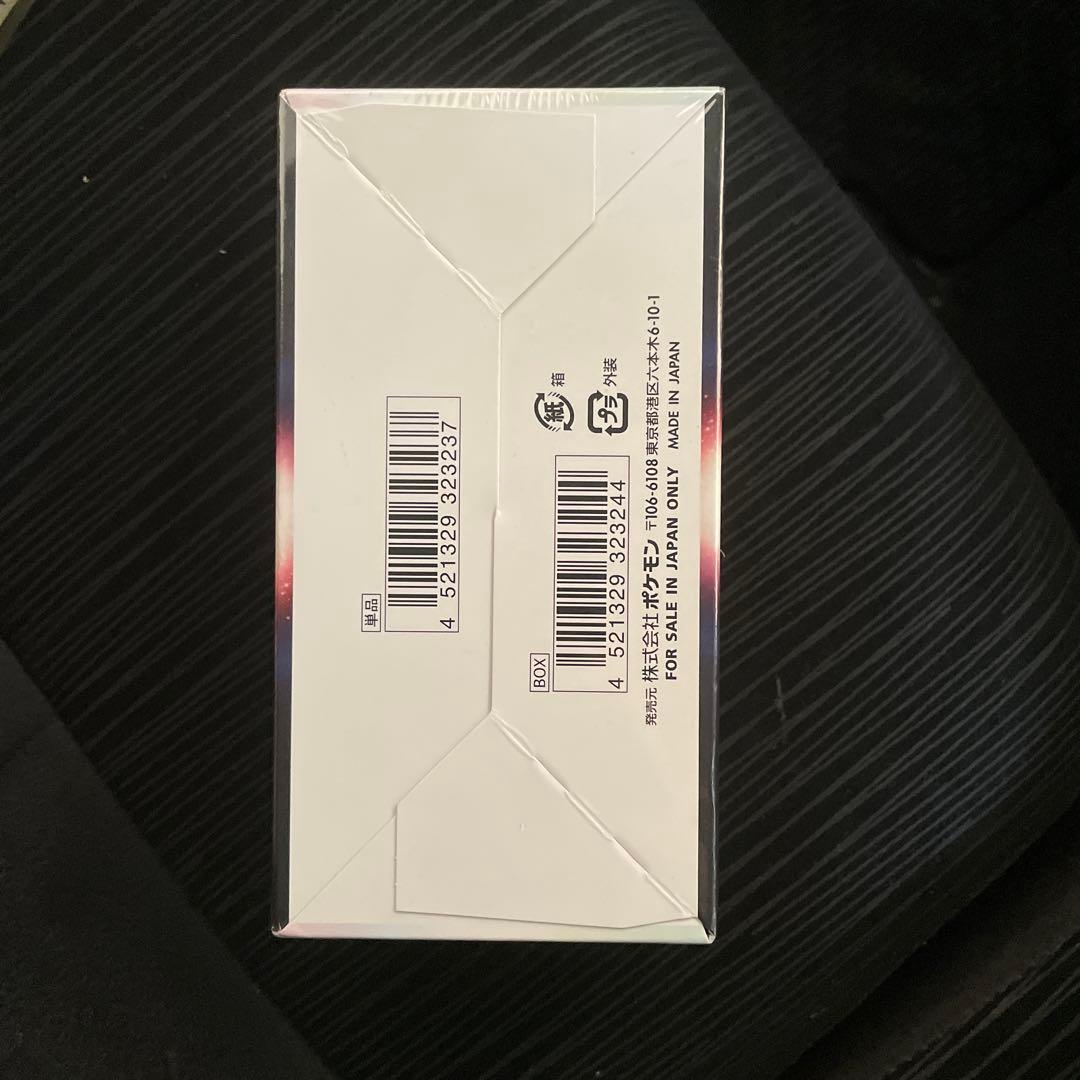 単品
4 521329 323237
BOX
4 521329 323244
紙 箱
プラ 外装
発売元 株式会社 ポケモン 〒106-6108 東京都港区六本木6-10-1
FOR SALE IN JAPAN ONLY MADE IN JAPAN